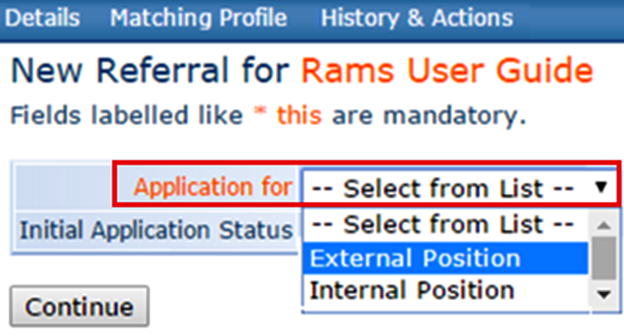 Details Matching Profile History & Actions
New Referral for Rams User Guide
Fields labelled like * this are mandatory.
Application for -- Select from List --
Initial Application Status -- Select from List --
External Position
Internal Position
Continue